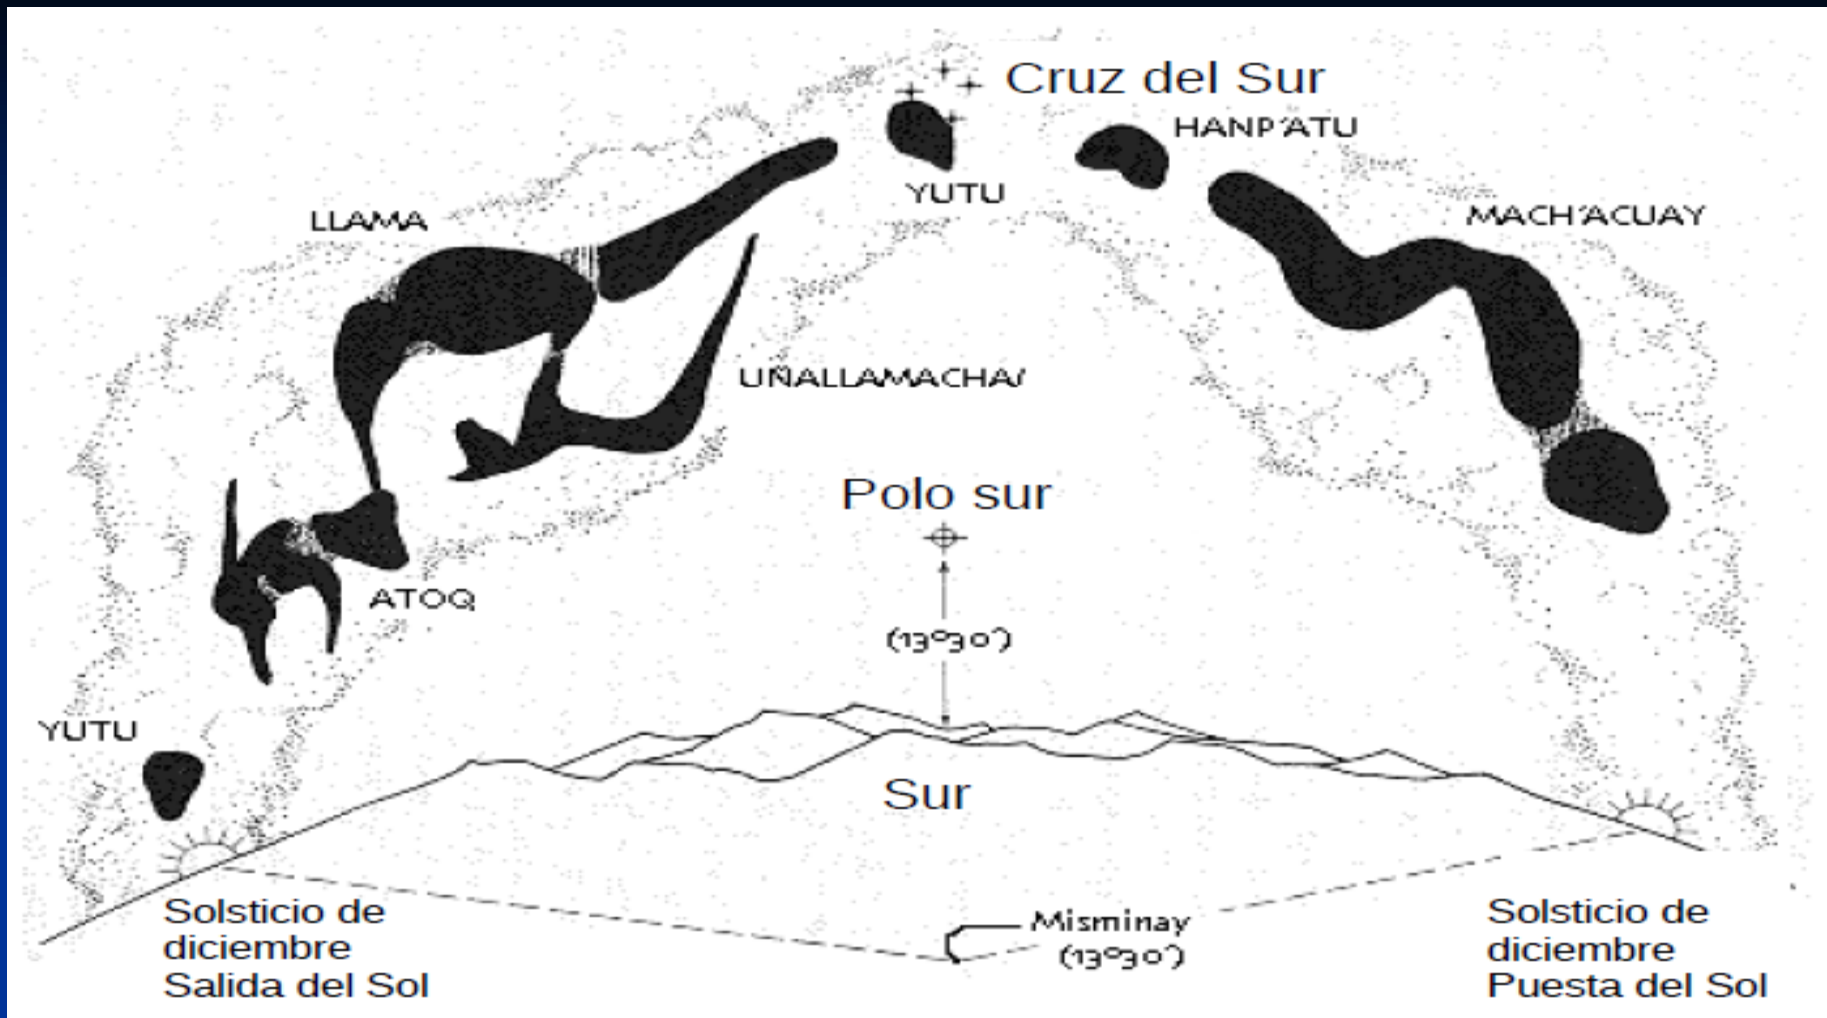 Cruz del Sur
HANP'ATU
YUTU
LLAMA
MACH'ACUAY
UÑALLAMACHA
Polo sur
ATOQ
(13°30')
YUTU
Sur
Misminay
(13°30')
Solsticio de
diciembre
Salida del Sol
Solsticio de
diciembre
Puesta del Sol